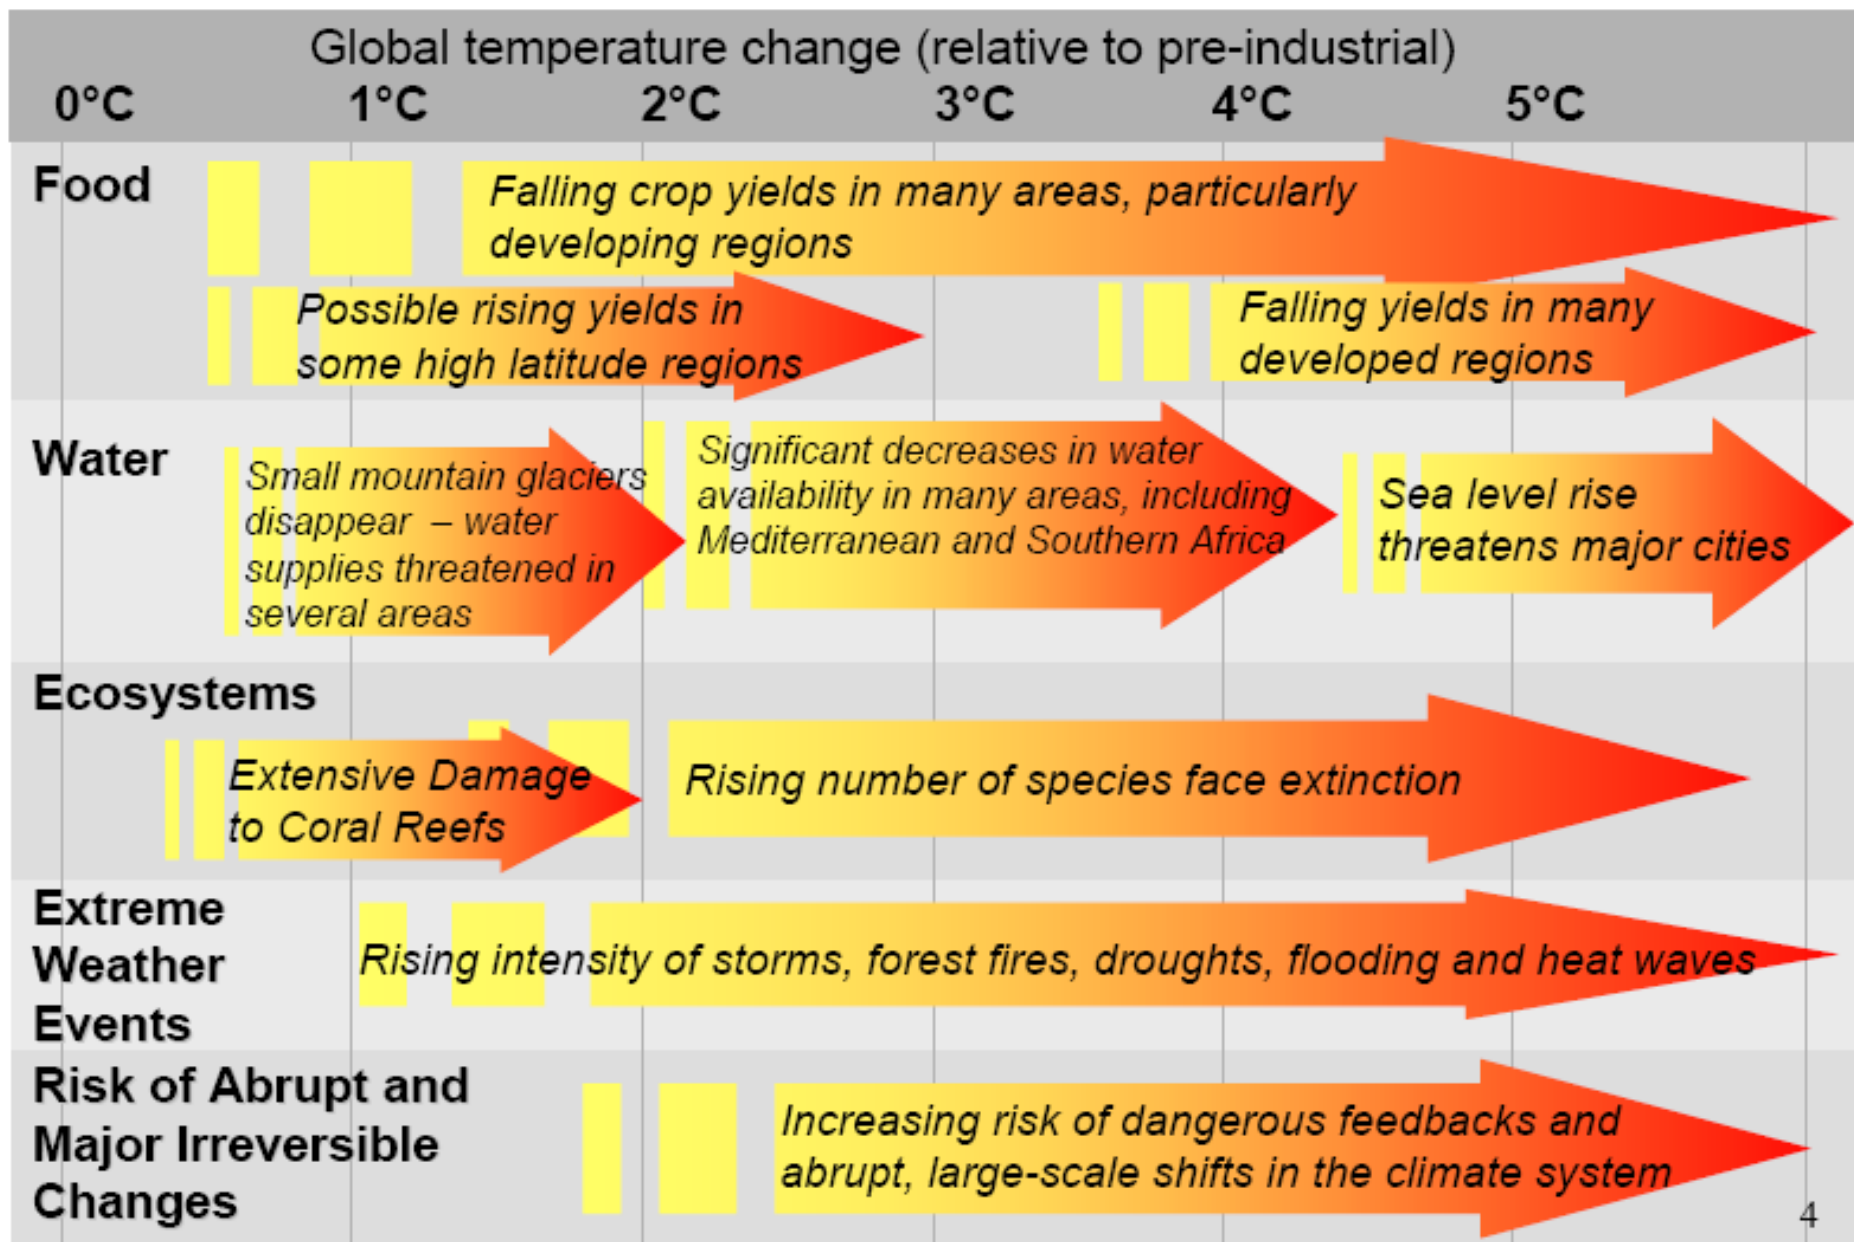 Global temperature change (relative to pre-industrial)
0°C 1°C 2°C 3°C 4°C 5°C
Food
Falling crop yields in many areas, particularly
developing regions
Possible rising yields in
some high latitude regions
Falling yields in many
developed regions
Water
Small mountain glaciers
disappear – water
supplies threatened in
several areas
Significant decreases in water
availability in many areas, including
Mediterranean and Southern Africa
Sea level rise
threatens major cities
Ecosystems
Extensive Damage
to Coral Reefs
Rising number of species face extinction
Extreme
Weather
Events
Rising intensity of storms, forest fires, droughts, flooding and heat waves
Risk of Abrupt and
Major Irreversible
Changes
Increasing risk of dangerous feedbacks and
abrupt, large-scale shifts in the climate system
4